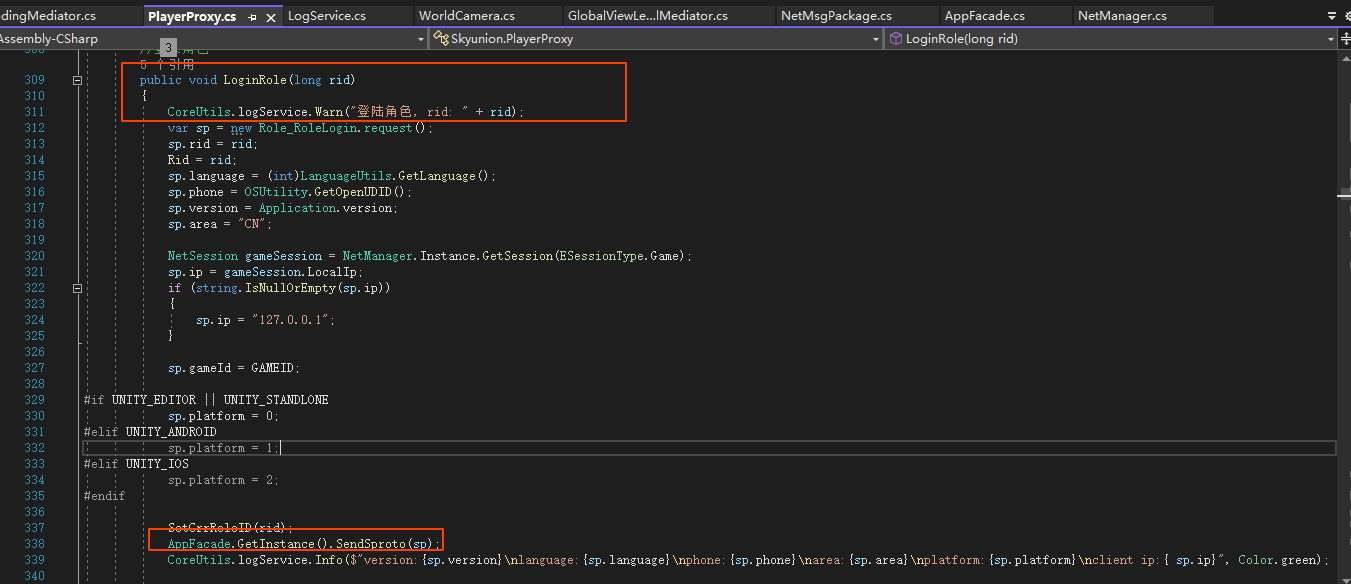 dingMediator.cs PlayerProxy.cs LogService.cs WorldCamera.cs GlobalViewLe...lMediator.cs NetMsgPackage.cs AppFacade.cs NetManager.cs
Assembly-CSharp Skyunion.PlayerProxy LoginRole(long rid)
3
5 个引用
309 public void LoginRole(long rid)
310 {
311 CoreUtils.logService.Warn("登陆角色, rid: " + rid);
312 var sp = new Role_RoleLogin.request();
313 sp.rid = rid;
314 Rid = rid;
315 sp.language = (int)LanguageUtils.GetLanguage();
316 sp.phone = OSUtility.GetOpenUDID();
317 sp.version = Application.version;
318 sp.area = "CN";
319
320 NetSession gameSession = NetManager.Instance.GetSession(ESessionType.Game);
321 sp.ip = gameSession.LocalIp;
322 if (string.IsNullOrEmpty(sp.ip))
323 {
324 sp.ip = "127.0.0.1";
325 }
326
327 sp.gameId = GAMEID;
328
329 #if UNITY_EDITOR || UNITY_STANDLONE
330 sp.platform = 0;
331 #elif UNITY_ANDROID
332 sp.platform = 1;
333 #elif UNITY_IOS
334 sp.platform = 2;
335 #endif
336
337 SetCrrRoleID(rid);
338 AppFacade.GetInstance().SendSproto(sp);
339 CoreUtils.logService.Info($"version:{sp.version}\nlanguage:{sp.language}\nphone:{sp.phone}\narea:{sp.area}\nplatform:{sp.platform}\nclient ip:{ sp.ip}", Color.green);
340